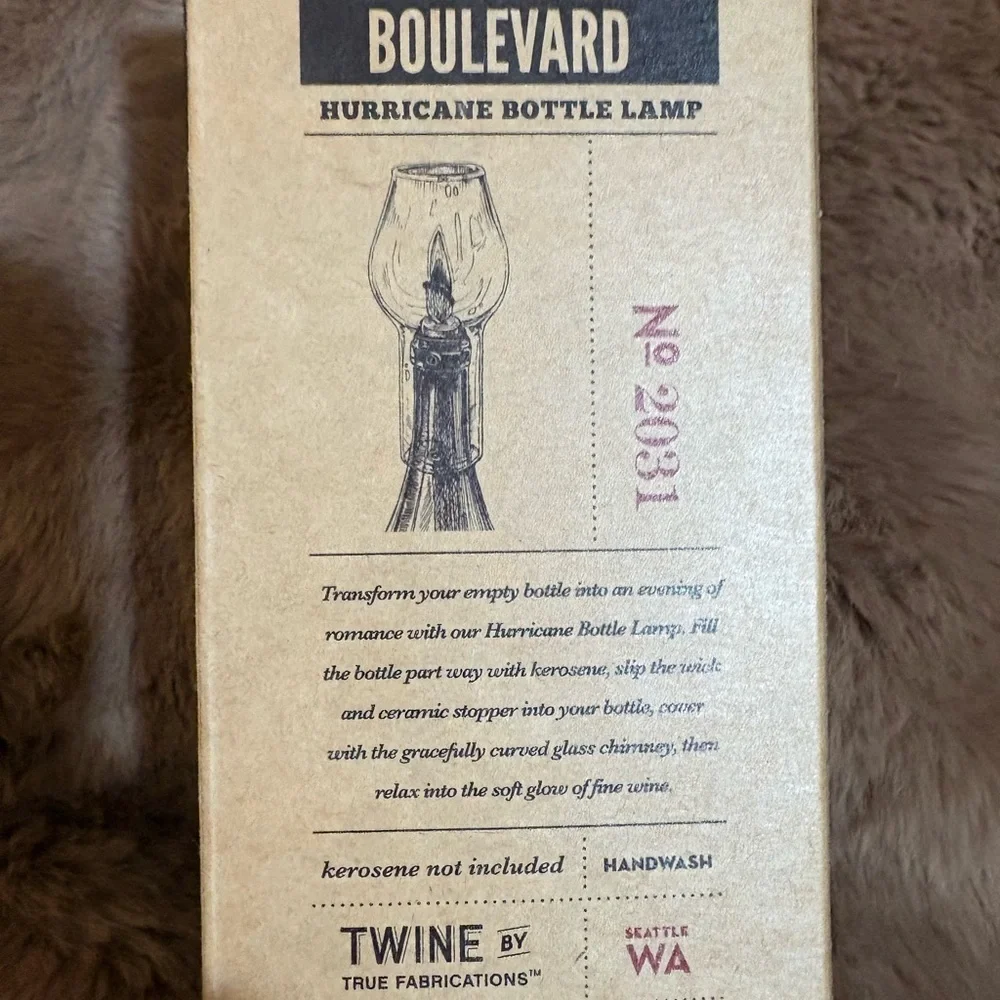 BOULEVARD
HURRICANE BOTTLE LAMP
Nº 2031
Transform your empty bottle into an evening of
romance with our Hurricane Bottle Lamp. Fill
the bottle part way with kerosene, slip the wick
and ceramic stopper into your bottle, cover
with the gracefully curved glass chimney, then
relax into the soft glow of fine wine.
kerosene not included
HANDWASH
TWINE BY
TRUE FABRICATIONS™
SEATTLE
WA